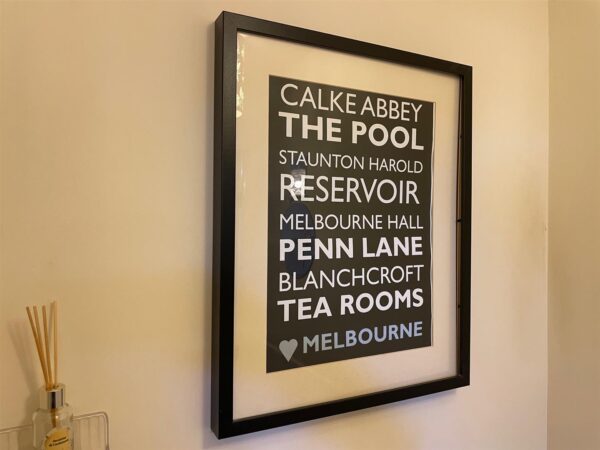 CALKE ABBEY
THE POOL
STAUNTON HAROLD
RESERVOIR
MELBOURNE HALL
PENN LANE
BLANCHCROFT
TEA ROOMS
MELBOURNE